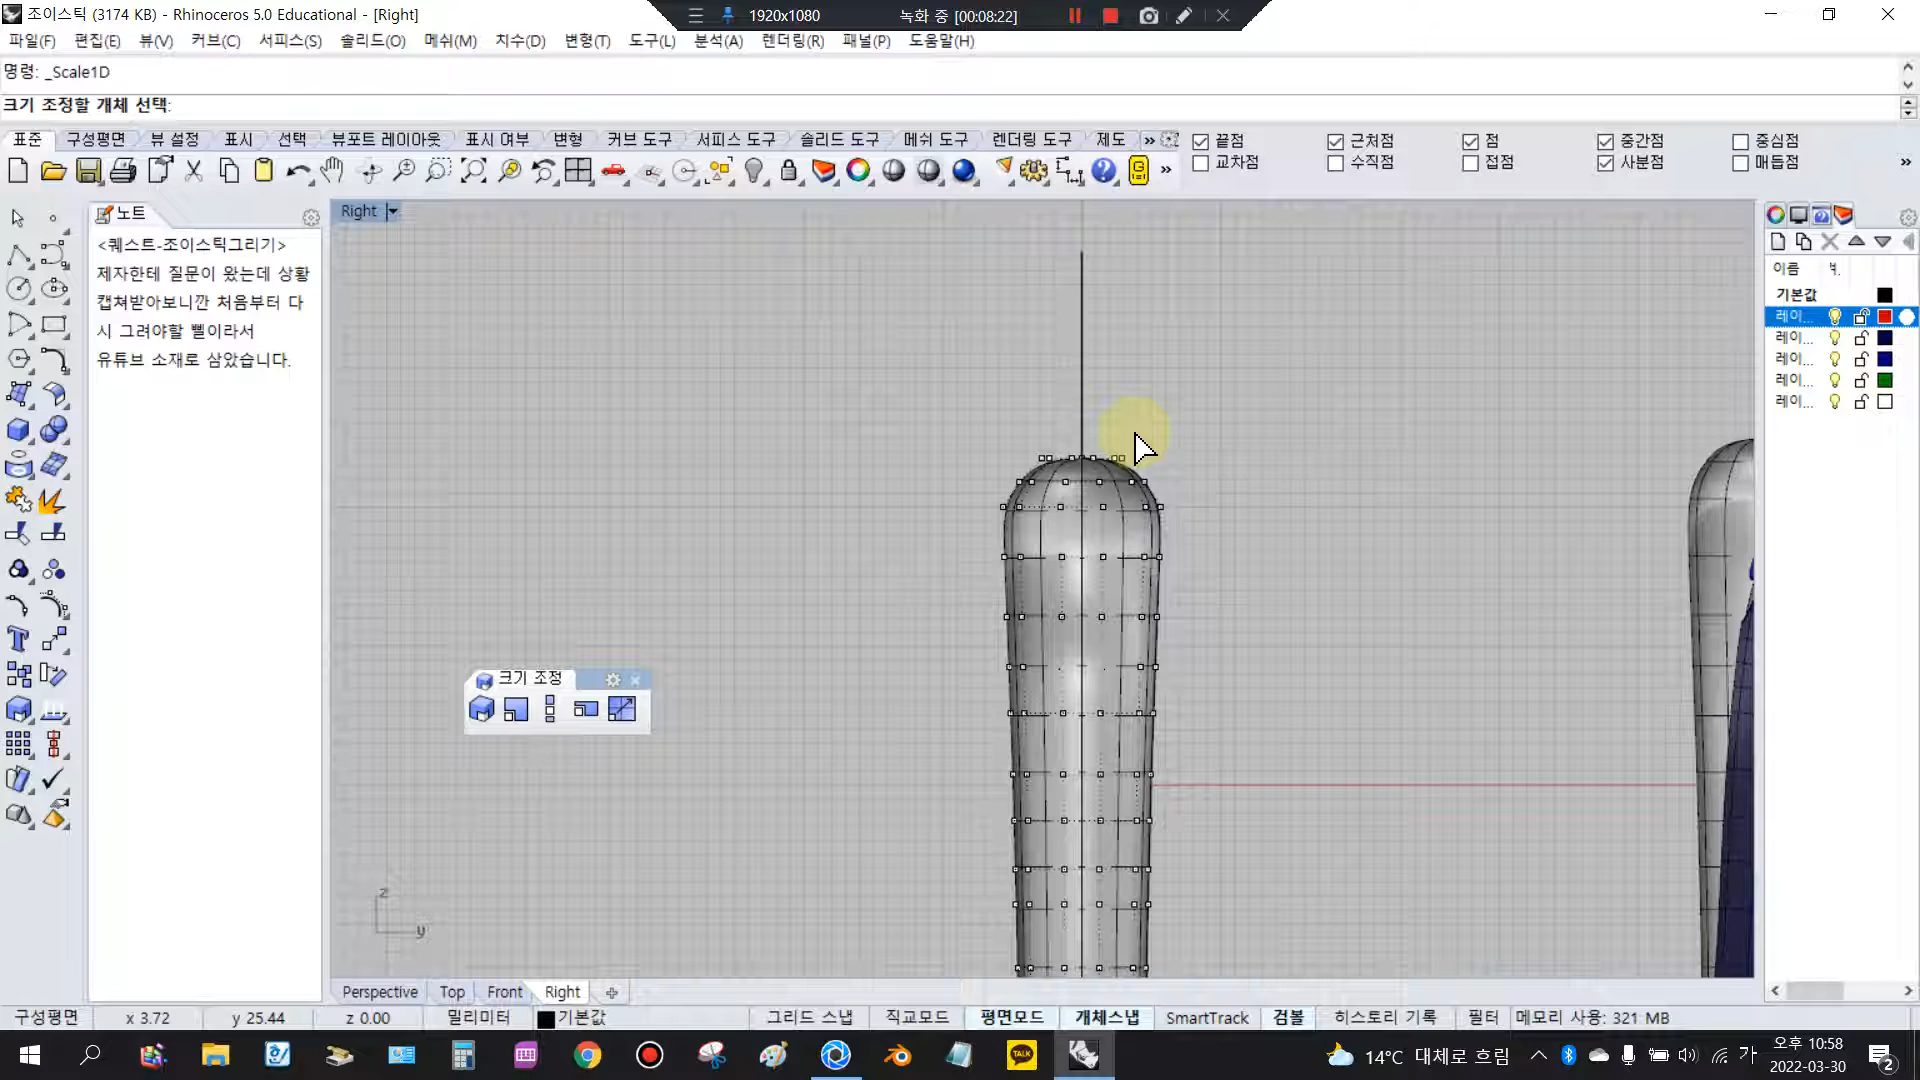 조이스틱 (3174 KB) - Rhinoceros 5.0 Educational - [Right]
1920x1080
녹화 중 [00:08:22]
파일(F) 편집(E) 뷰(V) 커브(C) 서피스(S) 솔리드(O) 메쉬(M) 치수(D) 변형(T) 도구(L) 분석(A) 렌더링(R) 패널(P) 도움말(H)
명령: _Scale1D
크기 조정할 개체 선택:
표준 구성평면 뷰 설정 표시 선택 뷰포트 레이아웃 표시 여부 변형 커브 도구 서피스 도구 솔리드 도구 메쉬 도구 렌더링 도구 제도 »
끝점 근처점 점 중간점 중심점
교차점 수직점 접점 사분점 매듭점 »
노트
<퀘스트-조이스틱그리기>
제자한테 질문이 왔는데 상황
캡쳐받아보니깐 처음부터 다
시 그려야할 삘이라서
유튜브 소재로 삼았습니다.
Right
크기 조정
z
y
이름
기본값
레이...
레이...
레이...
레이...
레이...
Perspective Top Front Right
구성평면 x 3.72 y 25.44 z 0.00 밀리미터 기본값 그리드 스냅 직교모드 평면모드 개체스냅 SmartTrack 검볼 히스토리 기록 필터 메모리 사용: 321 MB
TALK
14°C 대체로 흐림
가
오후 10:58
2022-03-30
2